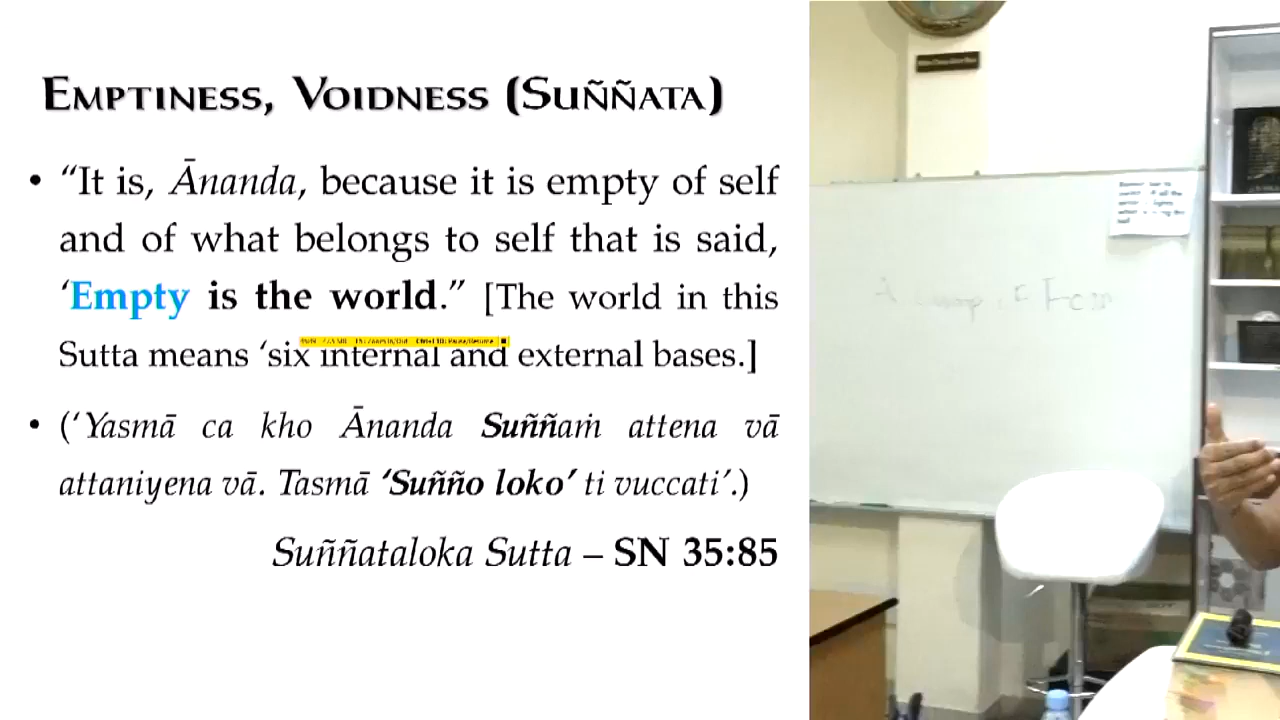 Emptiness, Voidness (Suññata)
• “It is, Ānanda, because it is empty of self
and of what belongs to self that is said,
‘Empty is the world.” [The world in this
Sutta means ‘six internal and external bases.]
• (‘Yasmā ca kho Ānanda Suññaṁ attena vā
attaniyena vā. Tasmā ‘Suñño loko’ ti vuccati’.)
Suññataloka Sutta – SN 35:85